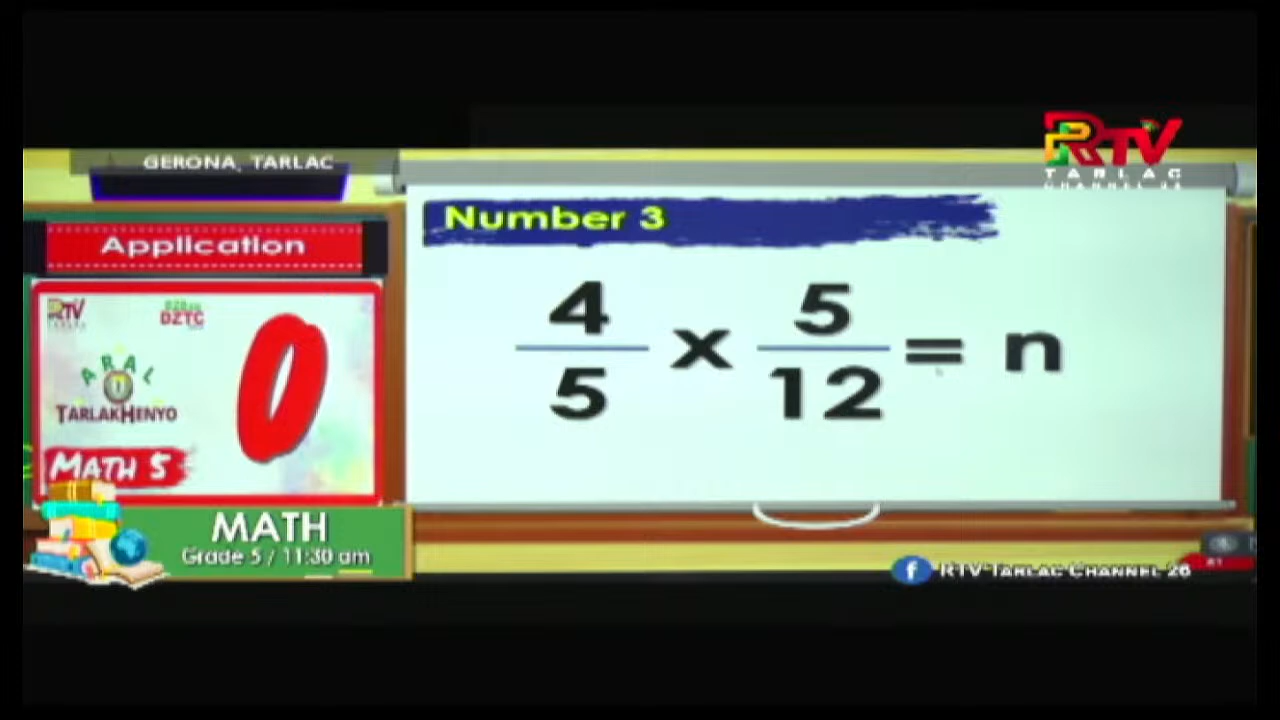 GERONA, TARLAC
RTV
TARLAC
Number 3
Application
RTV
DZTC
0
ARAL
TARLAKHENYO
MATH 5
4/5 x 5/12 = n
MATH
Grade 5 / 11:30 am
f RTV TARLAC CHANNEL 26